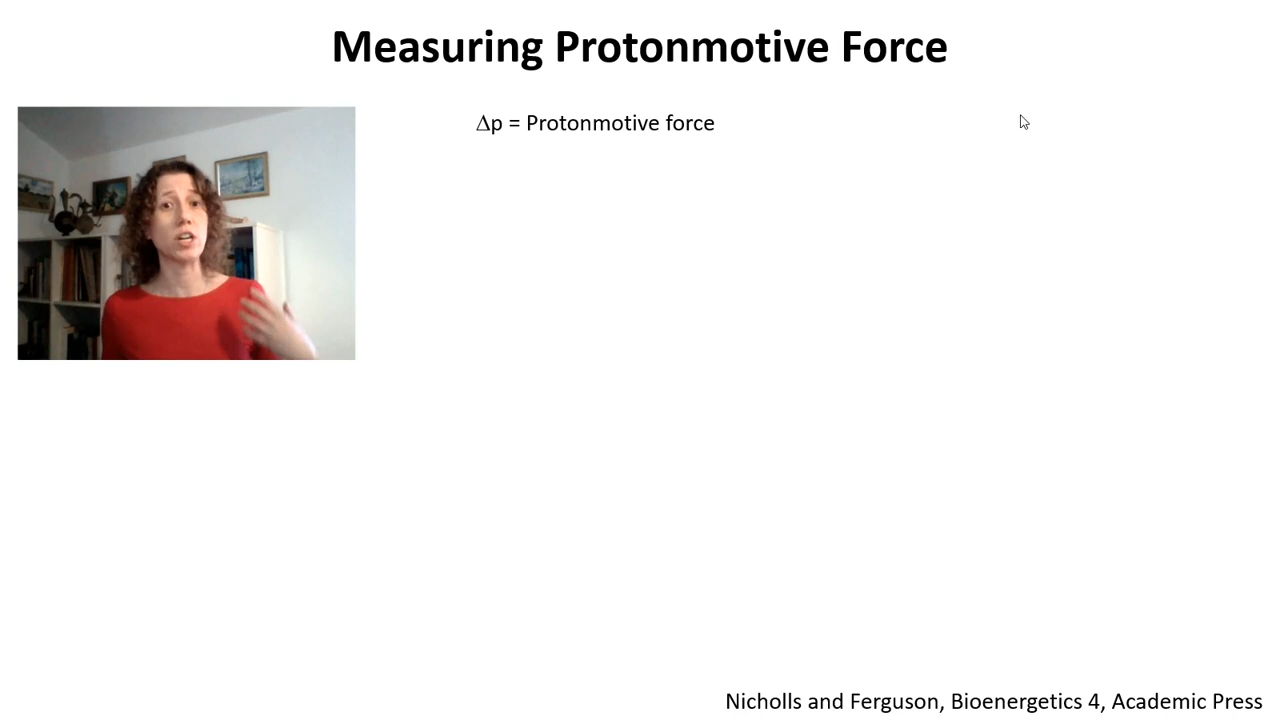 Measuring Protonmotive Force
Δp = Protonmotive force
Nicholls and Ferguson, Bioenergetics 4, Academic Press